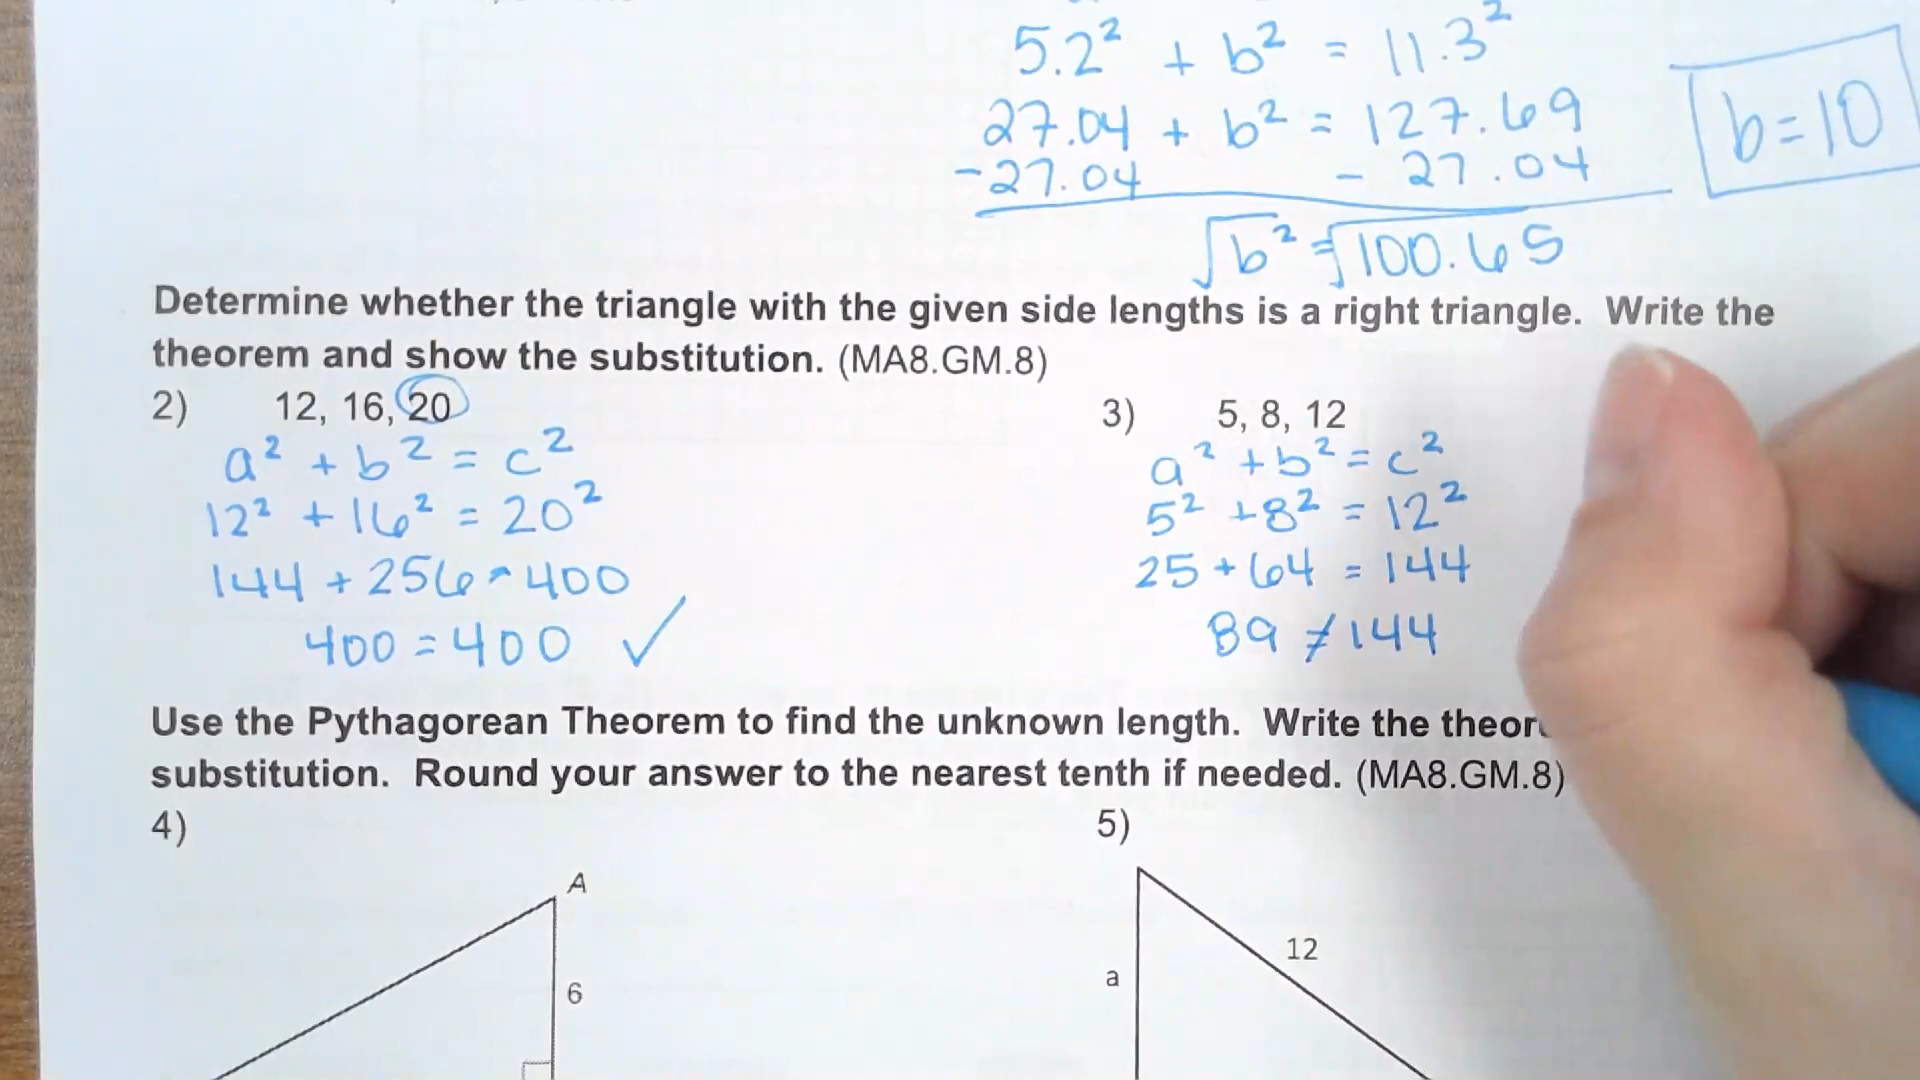 5.2² + b² = 11.3²
27.04 + b² = 127.69
-27.04 - 27.04
√b² = √100.65
b=10
Determine whether the triangle with the given side lengths is a right triangle. Write the
theorem and show the substitution. (MA8.GM.8)
2) 12, 16, 20
a² + b² = c²
12² + 16² = 20²
144 + 256 = 400
400 = 400 ✓
3) 5, 8, 12
a² + b² = c²
5² + 8² = 12²
25 + 64 = 144
89 ≠ 144
Use the Pythagorean Theorem to find the unknown length. Write the
substitution. Round your answer to the nearest tenth if needed. (MA8.GM.8)
4)
A
6
5)
12
a